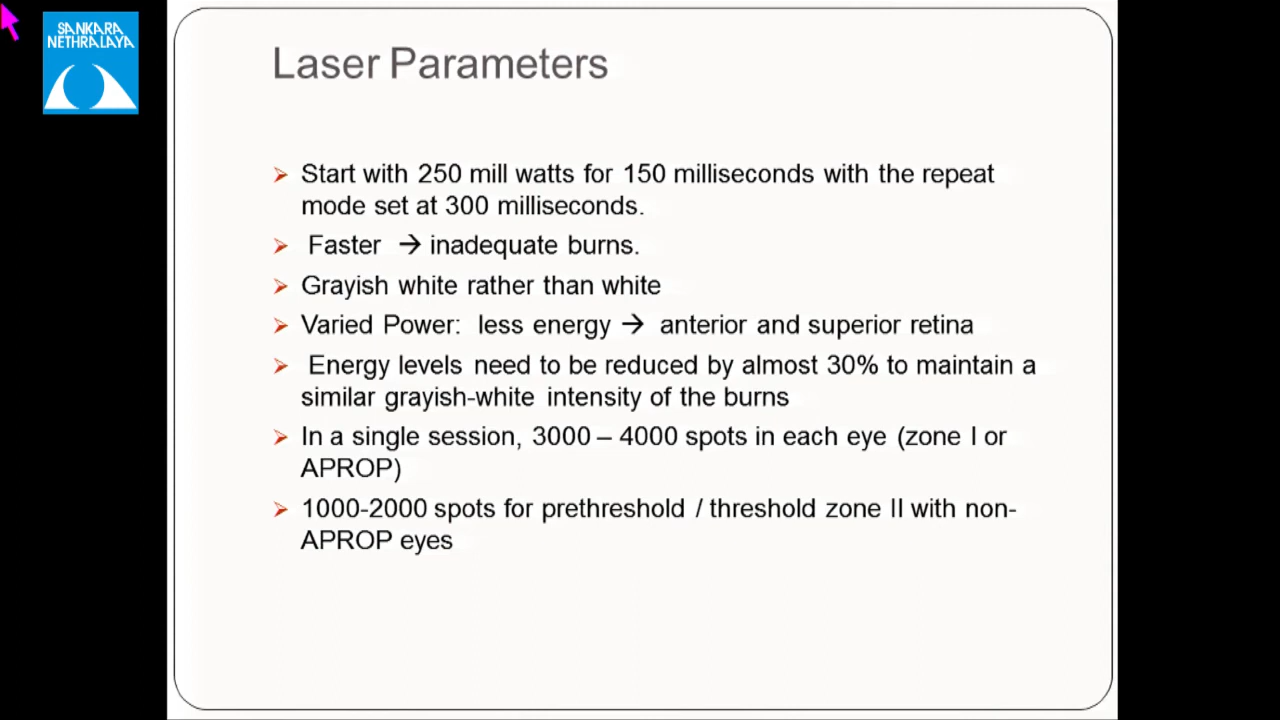 SANKARA
NETHRALAYA
Laser Parameters
Start with 250 mill watts for 150 milliseconds with the repeat
mode set at 300 milliseconds.
Faster → inadequate burns.
Grayish white rather than white
Varied Power: less energy → anterior and superior retina
Energy levels need to be reduced by almost 30% to maintain a
similar grayish-white intensity of the burns
In a single session, 3000 – 4000 spots in each eye (zone I or
APROP)
1000-2000 spots for prethreshold / threshold zone II with non-
APROP eyes